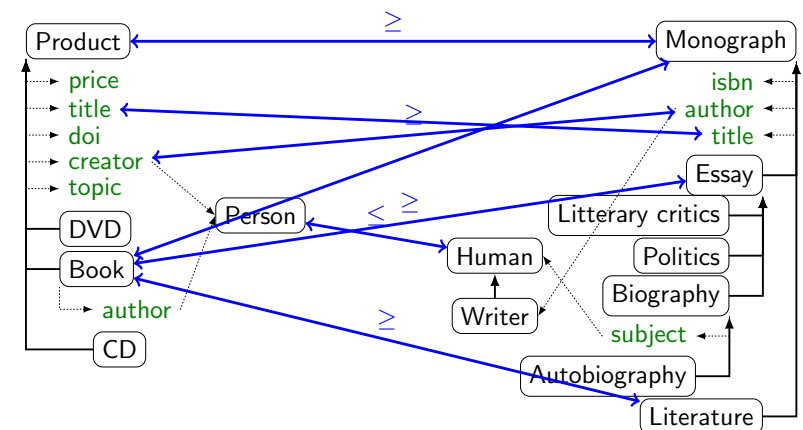 ≥
Product
Monograph
price
isbn
title
≥
author
doi
title
creator
topic
Essay
Person
≤
≥
Litterary critics
DVD
Human
Politics
Book
Biography
author
Writer
≥
subject
CD
Autobiography
Literature